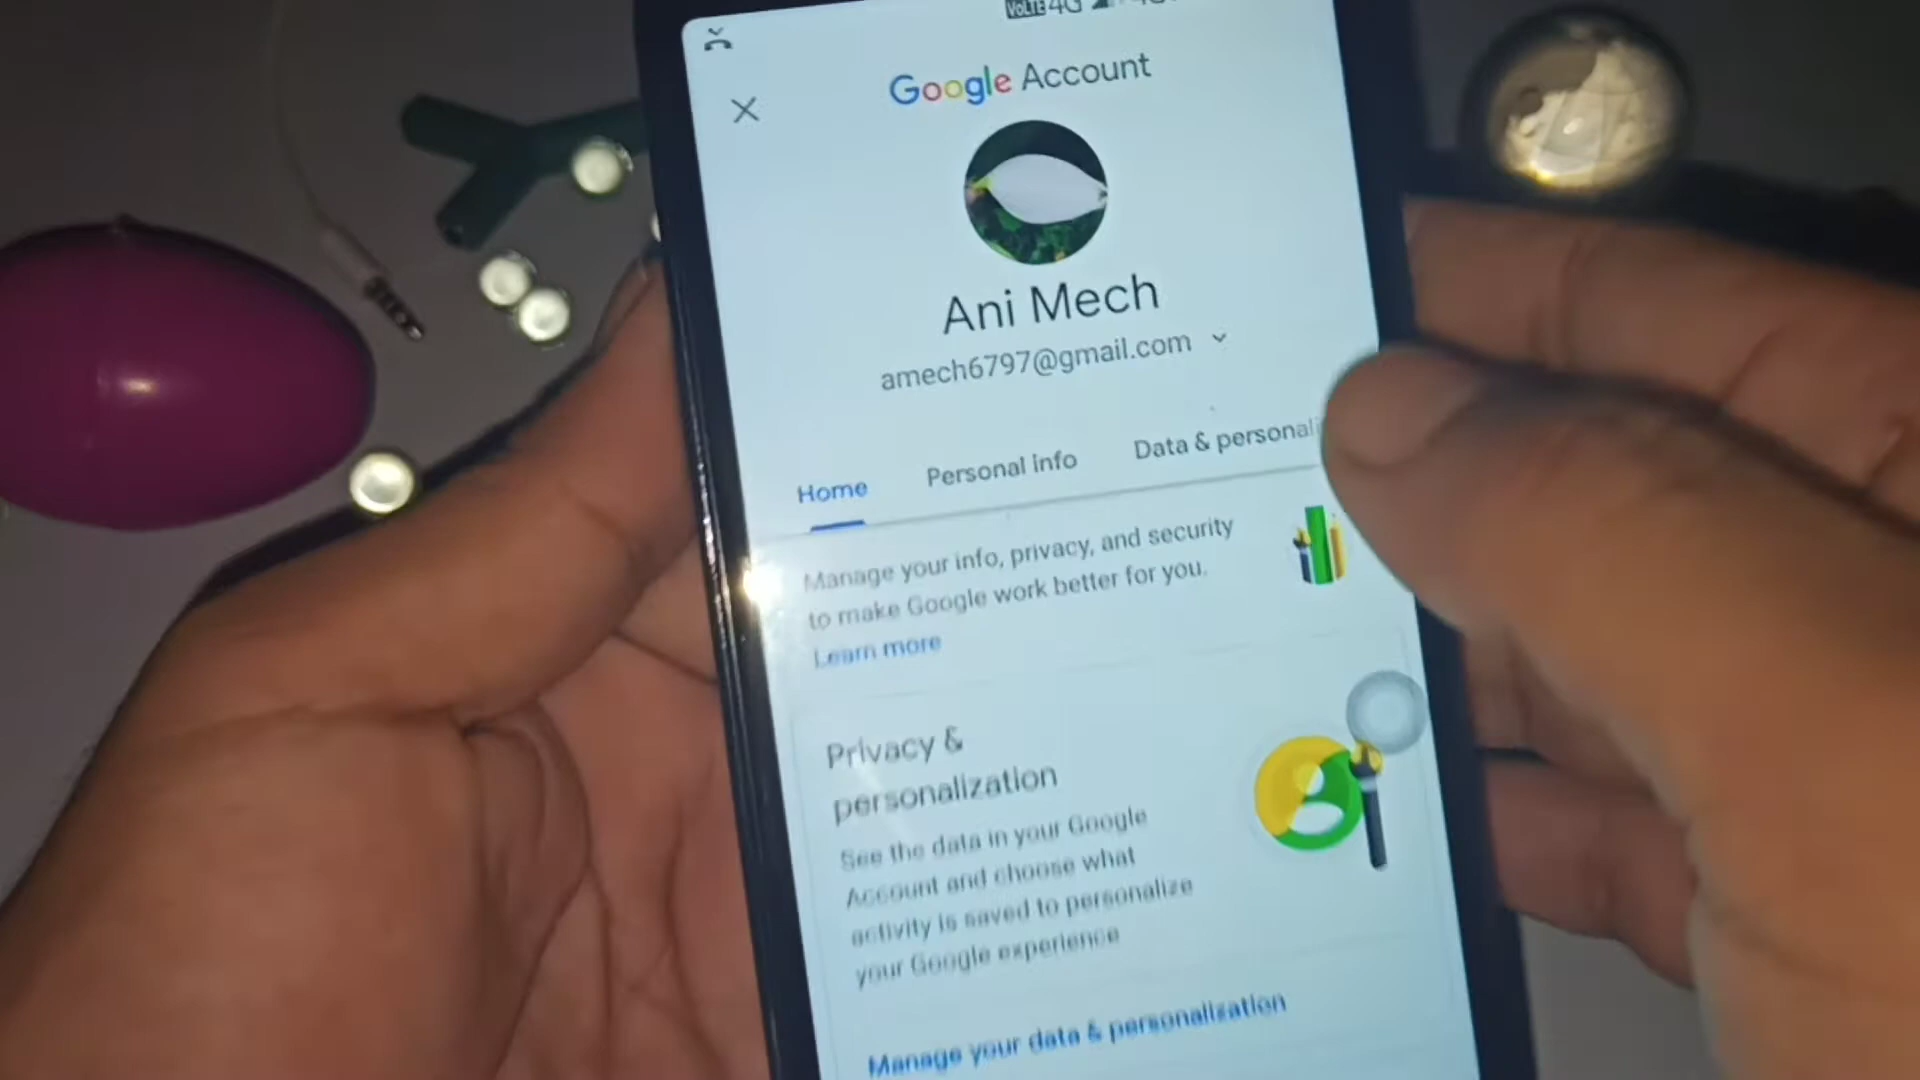 VoLTE 4G
Google Account
Ani Mech
amech6797@gmail.com
Home
Personal info
Data & personali
Manage your info, privacy, and security
to make Google work better for you.
Learn more
Privacy &
personalization
See the data in your Google
Account and choose what
activity is saved to personalize
your Google experience
Manage your data & personalization